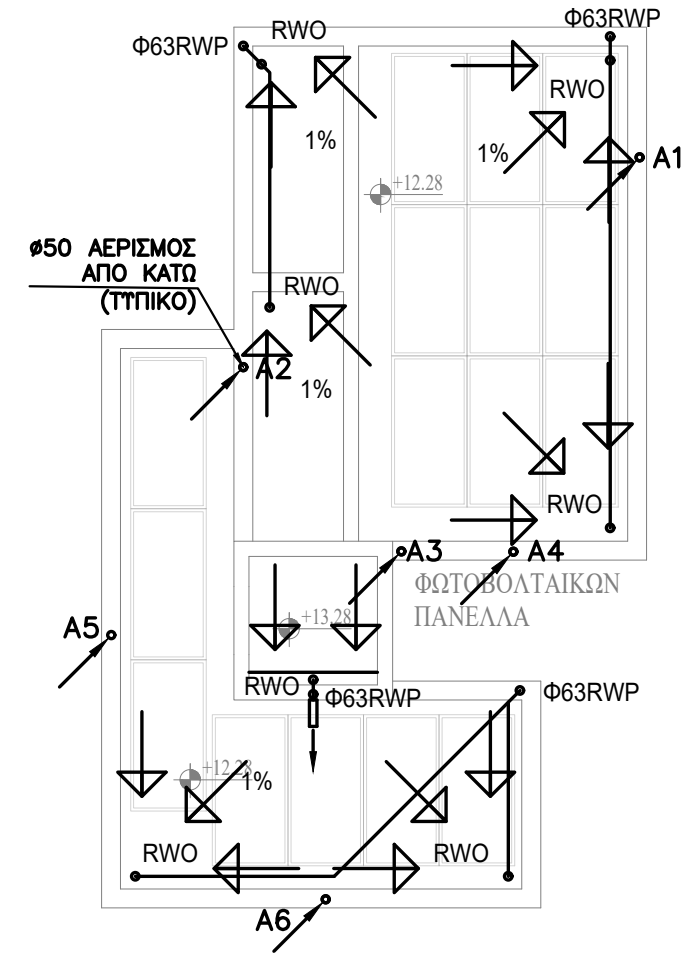 Φ63RWP
RWO
Φ63RWP
RWO
1%
1%
A1
+12.28
ø50 ΑΕΡΙΣΜΟΣ
ΑΠΟ ΚΑΤΩ
(ΤΥΠΙΚΟ)
RWO
A2
1%
RWO
A3
A4
ΦΩΤΟΒΟΛΤΑΙΚΩΝ
ΠΑΝΕΛΛΑ
+13.28
A5
RWO
Φ63RWP
Φ63RWP
+12.28
1%
RWO
RWO
A6